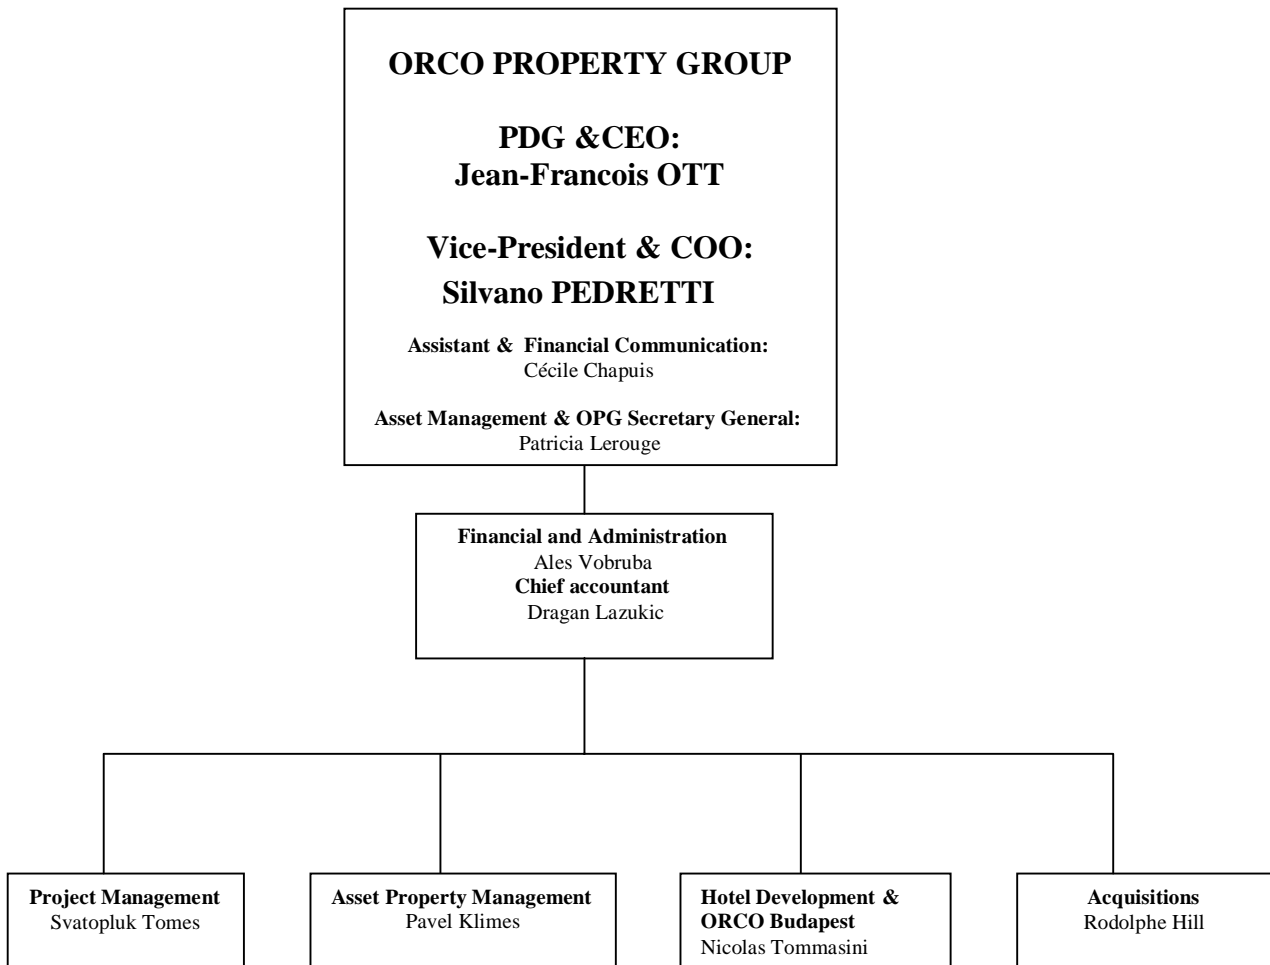 ORCO PROPERTY GROUP
PDG &CEO:
Jean-Francois OTT
Vice-President & COO:
Silvano PEDRETTI
Assistant & Financial Communication:
Cécile Chapuis
Asset Management & OPG Secretary General:
Patricia Lerouge
Financial and Administration
Ales Vobruba
Chief accountant
Dragan Lazukic
Project Management
Svatopluk Tomes
Asset Property Management
Pavel Klimes
Hotel Development &
ORCO Budapest
Nicolas Tommasini
Acquisitions
Rodolphe Hill